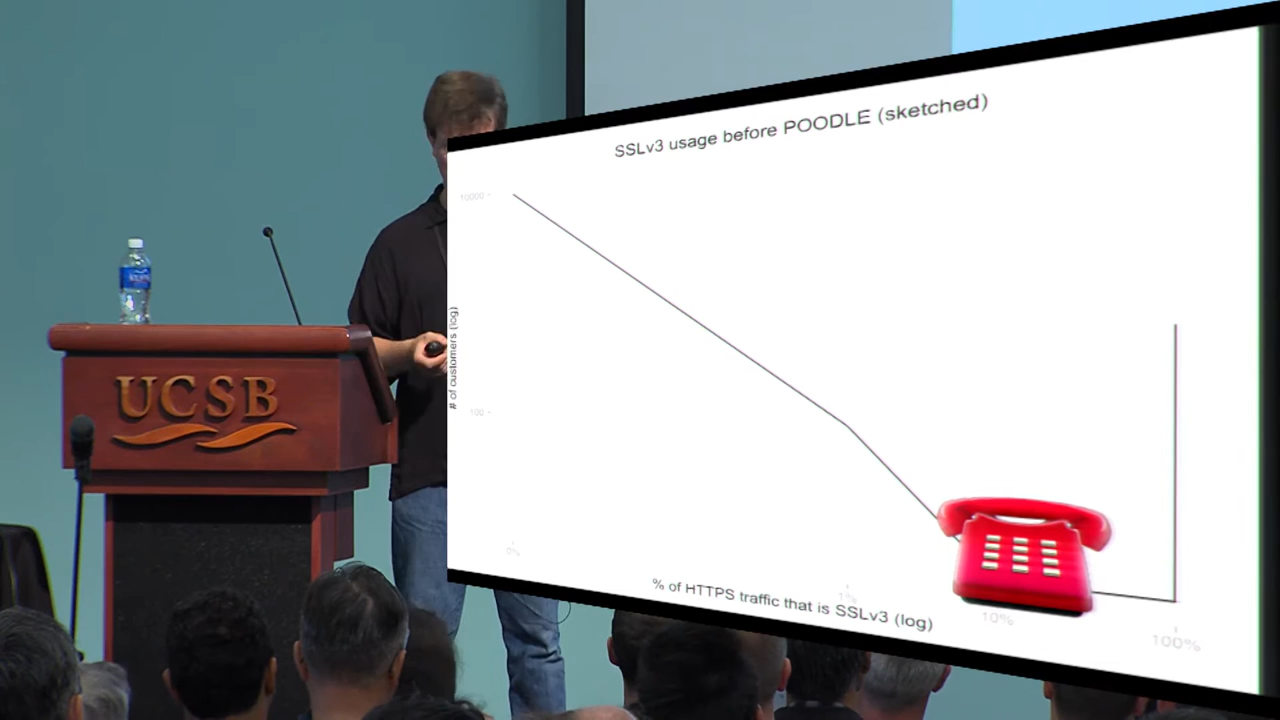 SSLv3 usage before POODLE (sketched)
10000
# of customers (log)
100
0%
1%
10%
100%
% of HTTPS traffic that is SSLv3 (log)
UCSB